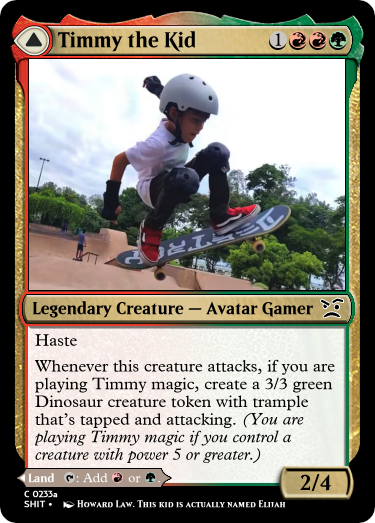 Timy the Kid 1
Legendary Creature — Avatar Gamer
Haste
Whenever this creature attacks, if you are
playing Timmy magic, create a 3/3 green
Dinosaur creature token with trample
that's tapped and attacking. (You are
playing Timmy magic if you control a
creature with power 5 or greater.)
Land : Add or .
2/4
C 0233a
SHIT • Howard Law. This kid is actually named Elijah